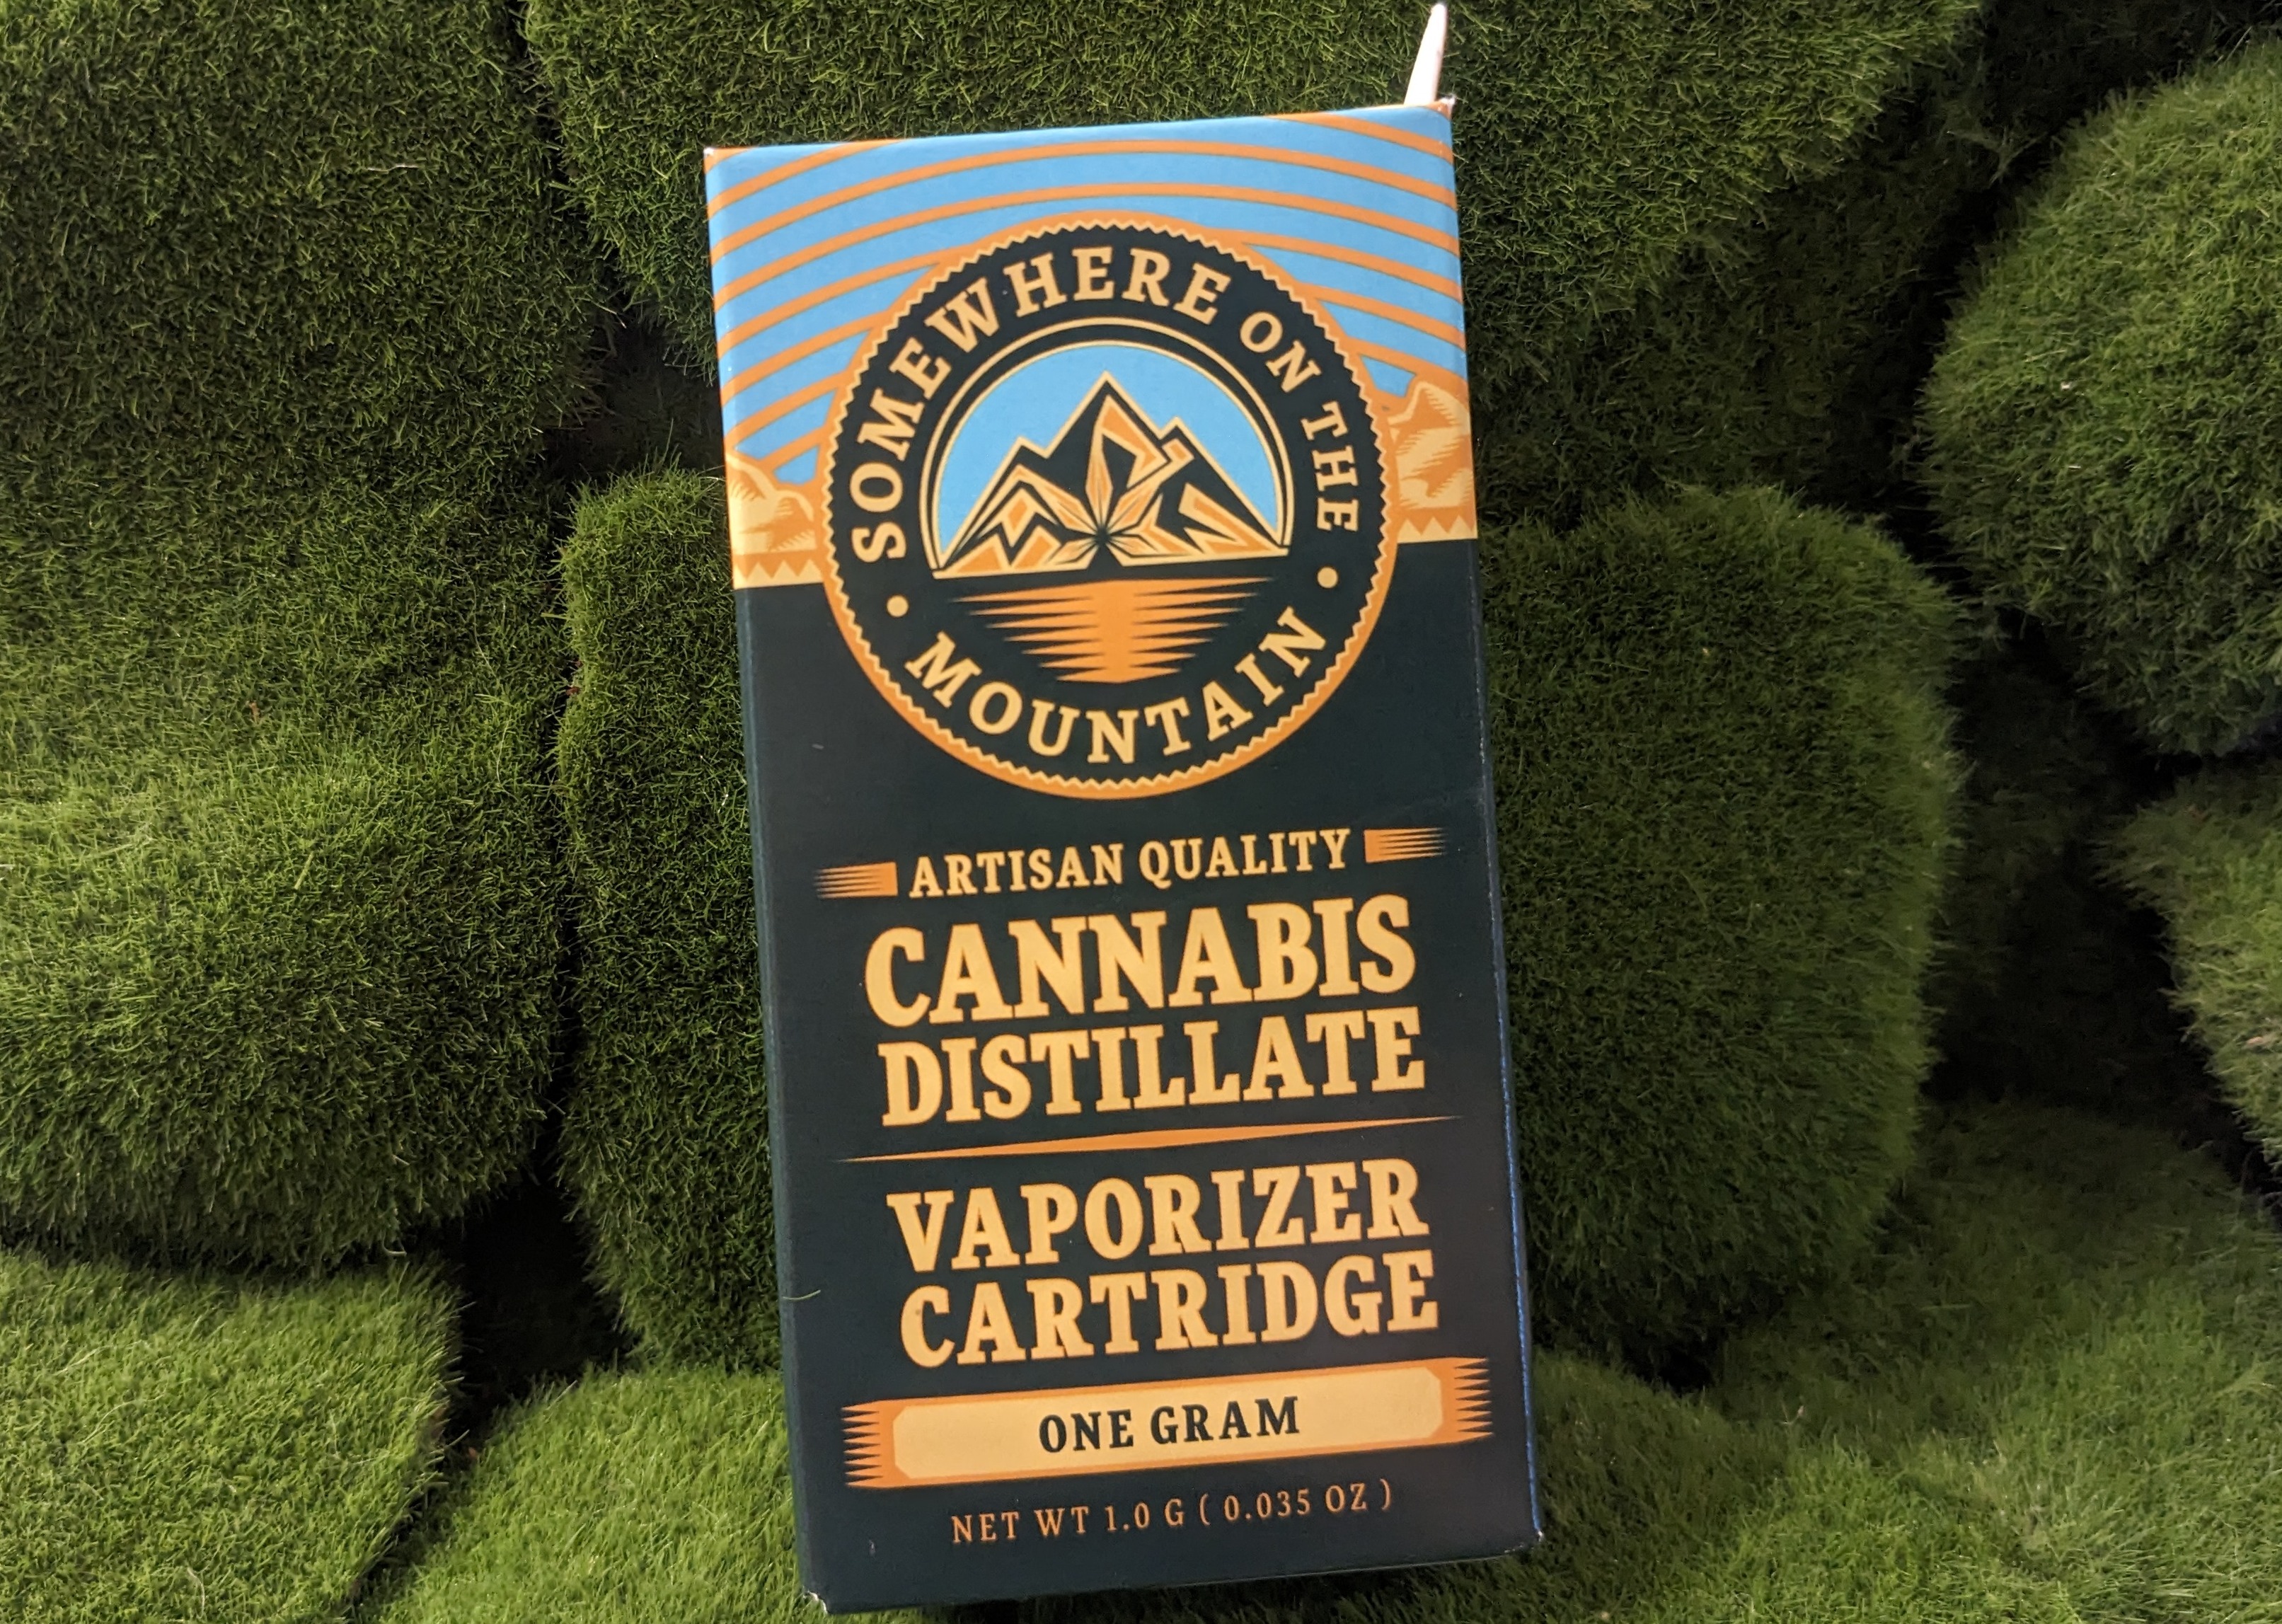 SOMEWHERE ON THE
• MOUNTAIN •
ARTISAN QUALITY
CANNABIS
DISTILLATE
VAPORIZER
CARTRIDGE
ONE GRAM
NET WT 1.0 G ( 0.035 OZ )